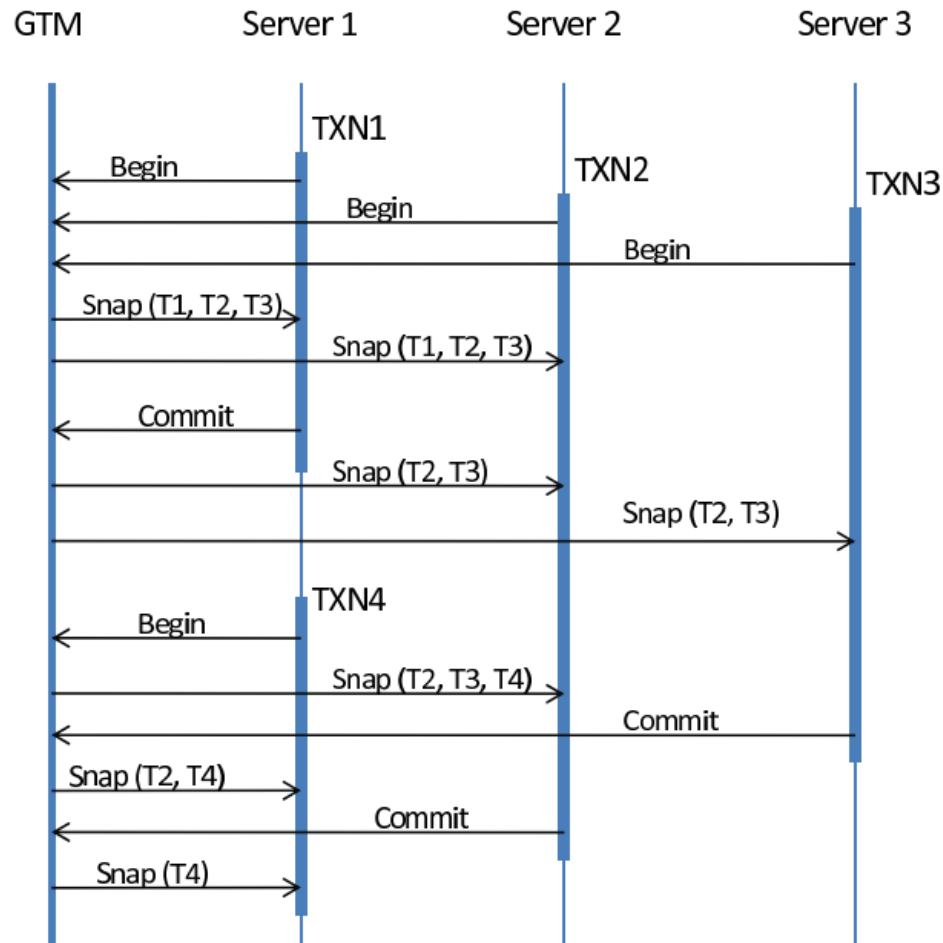 GTM
Server 1
Server 2
Server 3
TXN1
Begin
TXN2
TXN3
Begin
Begin
Snap (T1, T2, T3)
Snap (T1, T2, T3)
Commit
Snap (T2, T3)
Snap (T2, T3)
TXN4
Begin
Snap (T2, T3, T4)
Commit
Snap (T2, T4)
Commit
Snap (T4)